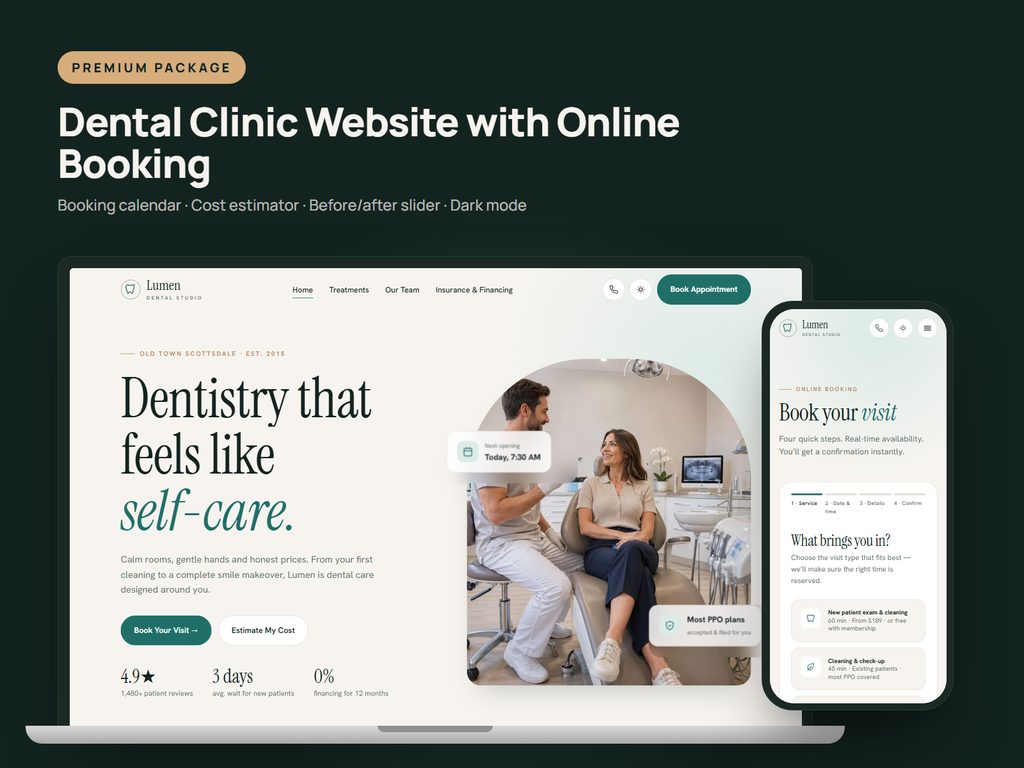 PREMIUM PACKAGE
Dental Clinic Website with Online
Booking
Booking calendar · Cost estimator · Before/after slider · Dark mode
Lumen
DENTAL STUDIO
Home
Treatments
Our Team
Insurance & Financing
Book Appointment
OLD TOWN SCOTTSDALE · EST. 2015
Dentistry that
feels like
self-care.
Calm rooms, gentle hands and honest prices. From your first
cleaning to a complete smile makeover, Lumen is dental care
designed around you.
Book Your Visit →
Estimate My Cost
4.9★
1,480+ patient reviews
3 days
avg. wait for new patients
0%
financing for 12 months
Next opening
Today, 7:30 AM
Most PPO plans
accepted & filed for you
Lumen
DENTAL STUDIO
ONLINE BOOKING
Book your visit
Four quick steps. Real-time availability.
You'll get a confirmation instantly.
1 · Service
2 · Date &
time
3 · Details
4 · Confirm
What brings you in?
Choose the visit type that fits best —
we'll make sure the right time is
reserved.
New patient exam & cleaning
60 min · From $189 · or free
with membership
Cleaning & check-up
45 min · Existing patients ·
most PPO covered